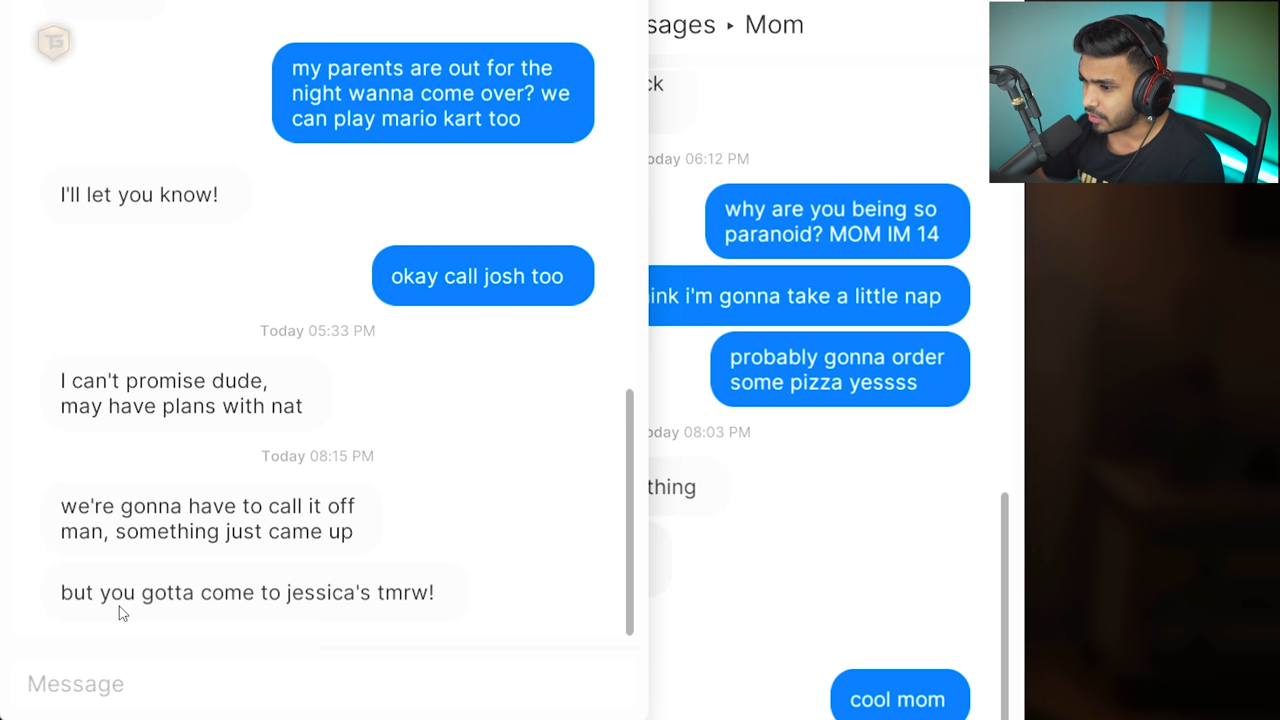 TG
my parents are out for the
night wanna come over? we
can play mario kart too
I'll let you know!
okay call josh too
Today 05:33 PM
I can't promise dude,
may have plans with nat
Today 08:15 PM
we're gonna have to call it off
man, something just came up
but you gotta come to jessica's tmrw!
Message
sages ▸ Mom
ck
oday 06:12 PM
why are you being so
paranoid? MOM IM 14
ink i'm gonna take a little nap
probably gonna order
some pizza yessss
oday 08:03 PM
thing
cool mom